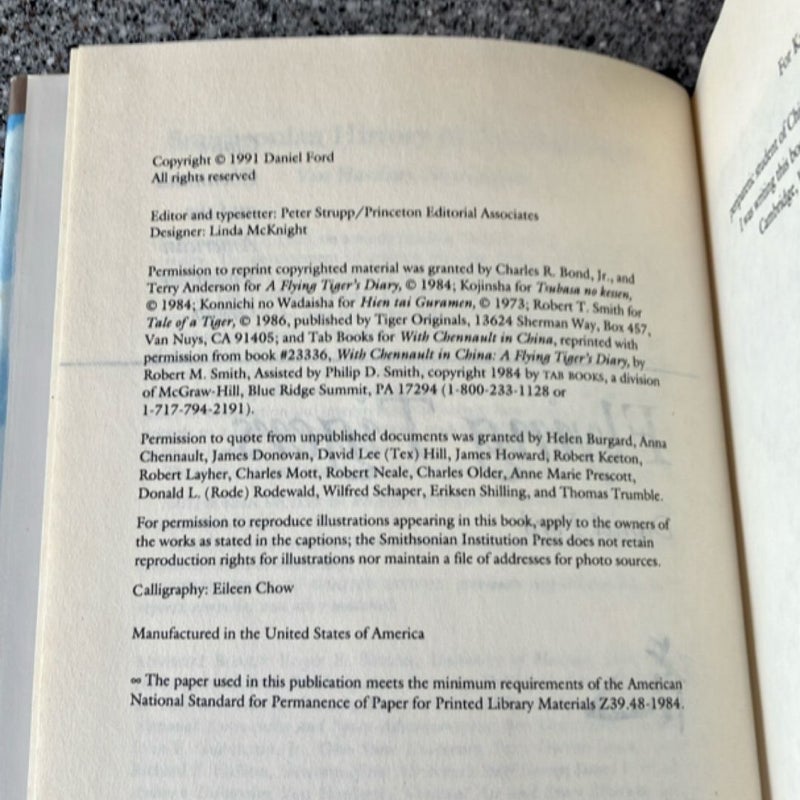 Copyright © 1991 Daniel Ford
All rights reserved
Editor and typesetter: Peter Strupp/Princeton Editorial Associates
Designer: Linda McKnight
Permission to reprint copyrighted material was granted by Charles R. Bond, Jr., and
Terry Anderson for A Flying Tiger's Diary, © 1984; Kojinsha for Tsubasa no kessen,
© 1984; Konnichi no Wadaisha for Hien tai Guramen, © 1973; Robert T. Smith for
Tale of a Tiger, © 1986, published by Tiger Originals, 13624 Sherman Way, Box 457,
Van Nuys, CA 91405; and Tab Books for With Chennault in China, reprinted with
permission from book #23336, With Chennault in China: A Flying Tiger's Diary, by
Robert M. Smith, Assisted by Philip D. Smith, copyright 1984 by TAB BOOKS, a division
of McGraw-Hill, Blue Ridge Summit, PA 17294 (1-800-233-1128 or
1-717-794-2191).
Permission to quote from unpublished documents was granted by Helen Burgard, Anna
Chennault, James Donovan, David Lee (Tex) Hill, James Howard, Robert Keeton,
Robert Layher, Charles Mott, Robert Neale, Charles Older, Anne Marie Prescott,
Donald L. (Rode) Rodewald, Wilfred Schaper, Eriksen Shilling, and Thomas Trumble.
For permission to reproduce illustrations appearing in this book, apply to the owners of
the works as stated in the captions; the Smithsonian Institution Press does not retain
reproduction rights for illustrations nor maintain a file of addresses for photo sources.
Calligraphy: Eileen Chow
Manufactured in the United States of America
∞ The paper used in this publication meets the minimum requirements of the American
National Standard for Permanence of Paper for Printed Library Materials Z39.48-1984.
For
student of
I was writing this
Cambridge,